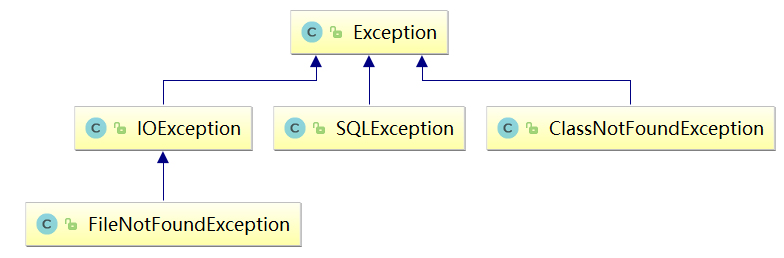 C Exception
C IOException
C SQLException
C ClassNotFoundException
C FileNotFoundException